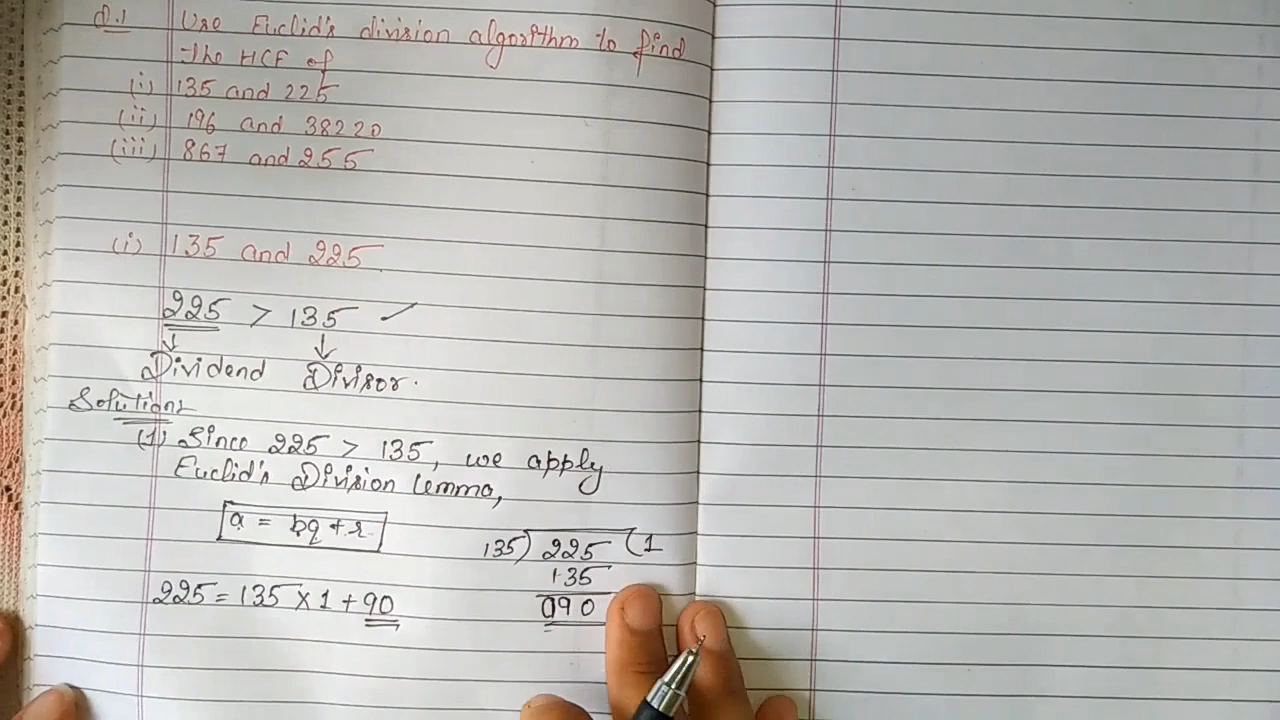 Q.1 Use Euclid's division algorithm to find
The HCF of
(i) 135 and 225
(ii) 196 and 38220
(iii) 867 and 255
(i) 135 and 225
225 > 135 ✓
↓ ↓
Dividend Divisor.
Solution:
(1) Since 225 > 135, we apply
Euclid's Division lemma,
a = bq + r
135) 225 (1
135
090
225 = 135 × 1 + 90